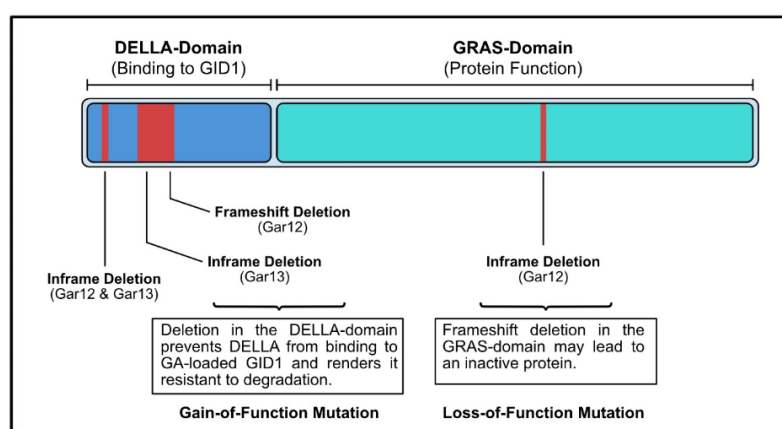 DELLA-Domain
(Binding to GID1)
GRAS-Domain
(Protein Function)
Frameshift Deletion
(Gar12)
Inframe Deletion
(Gar12 & Gar13)
Inframe Deletion
(Gar13)
Inframe Deletion
(Gar12)
Deletion in the DELLA-domain
prevents DELLA from binding to
GA-loaded GID1 and renders it
resistant to degradation.
Gain-of-Function Mutation
Frameshift deletion in the
GRAS-domain may lead to
an inactive protein.
Loss-of-Function Mutation